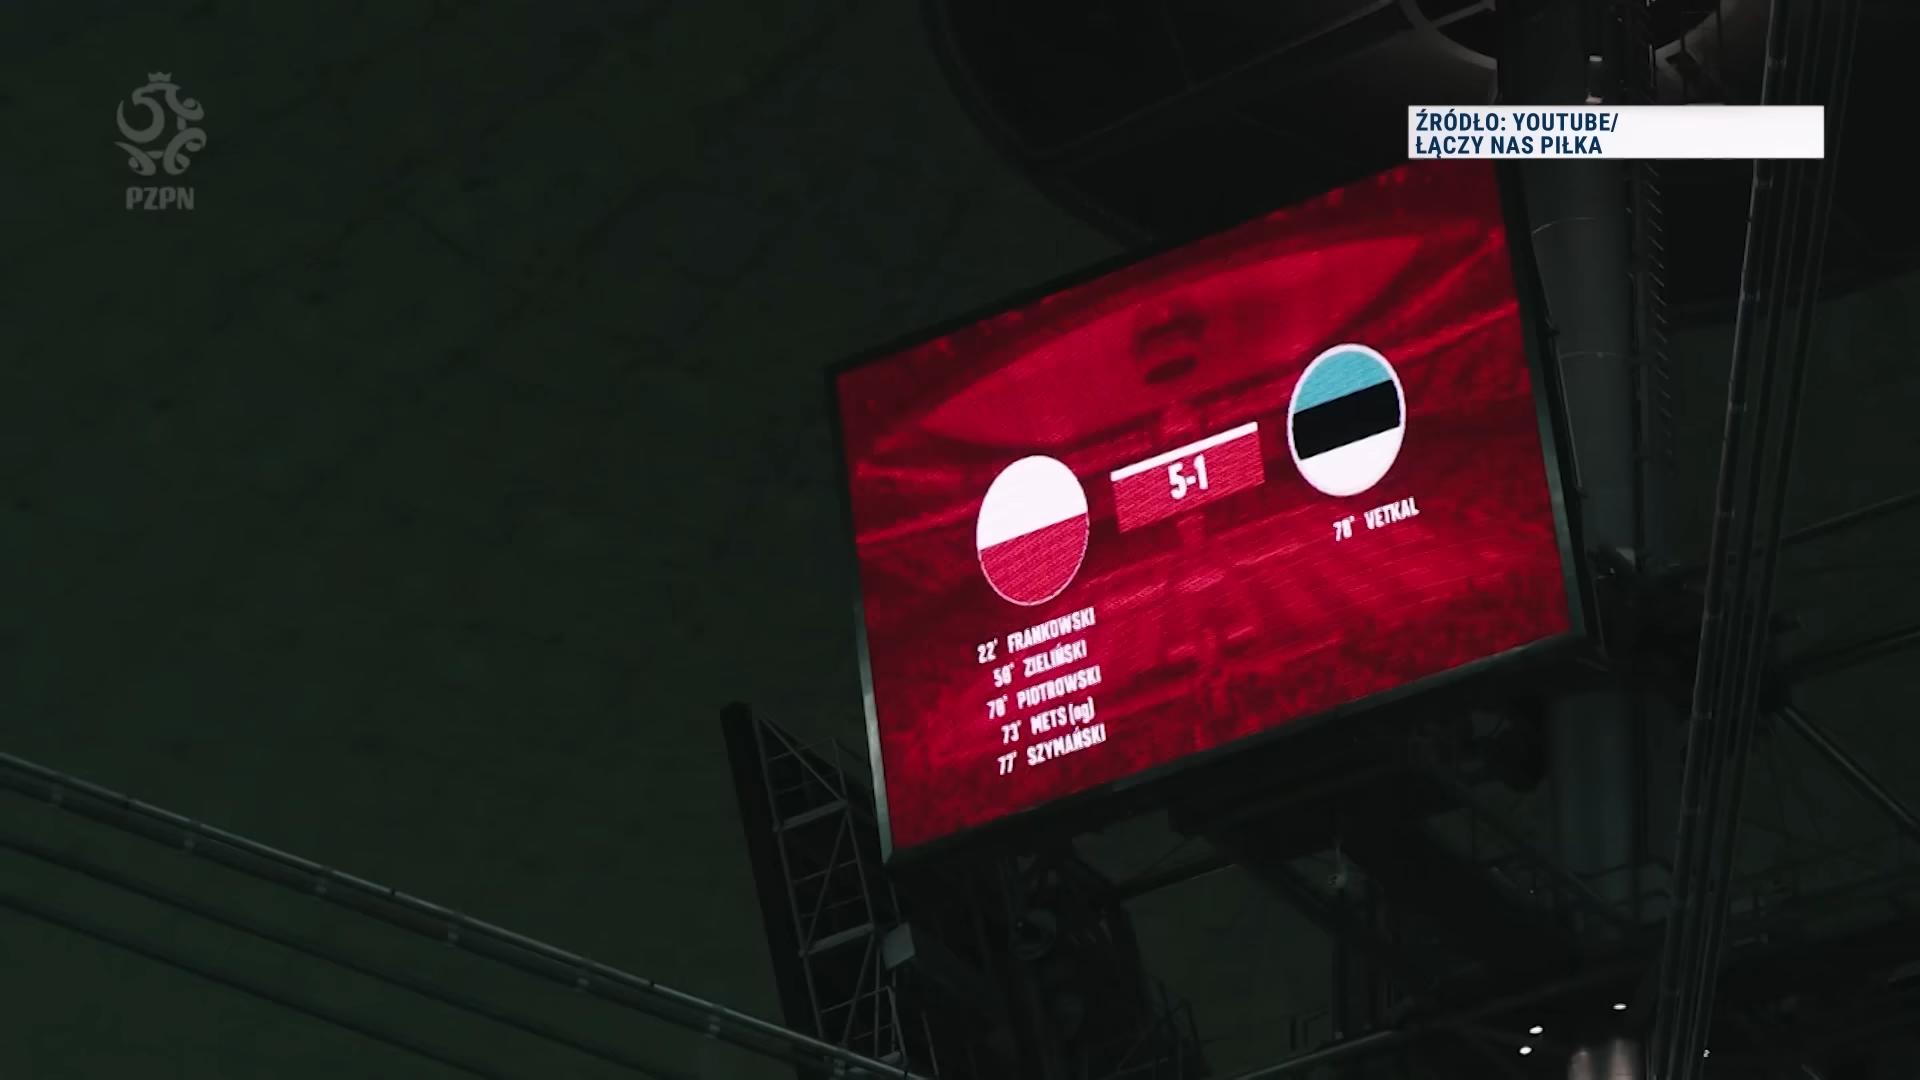 PZPN
ŹRÓDŁO: YOUTUBE/
ŁĄCZY NAS PIŁKA
5-1
78' VETKAL
22' FRANKOWSKI
50' ZIELIŃSKI
70' PIOTROWSKI
73' METS (og)
77' SZYMAŃSKI